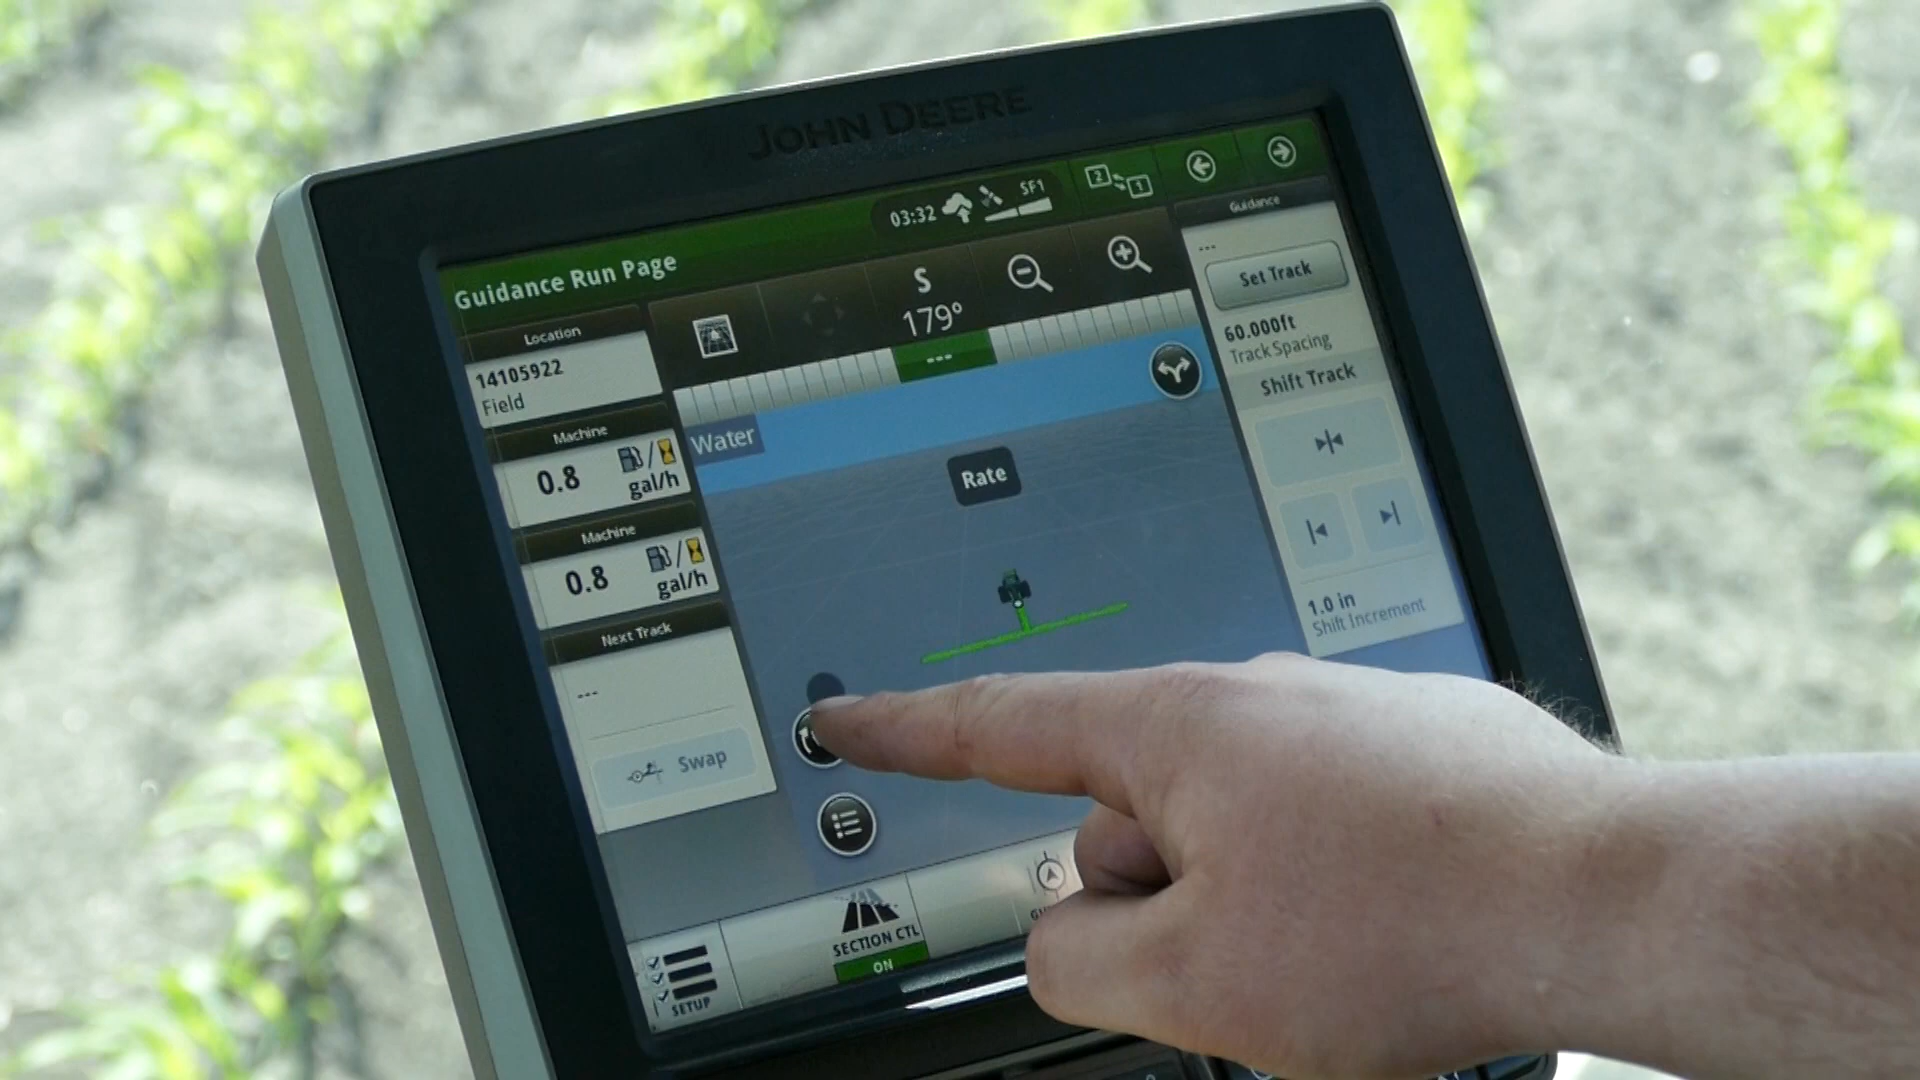 JOHN DEERE
Guidance Run Page
03:32
SF1
2
1
Location
14105922
Field
Machine
0.8
gal/h
Machine
0.8
gal/h
Next Track
---
Swap
S
179°
---
Water
Rate
Guidance
---
Set Track
60.000ft
Track Spacing
Shift Track
1.0 in
Shift Increment
SETUP
SECTION CTL
ON